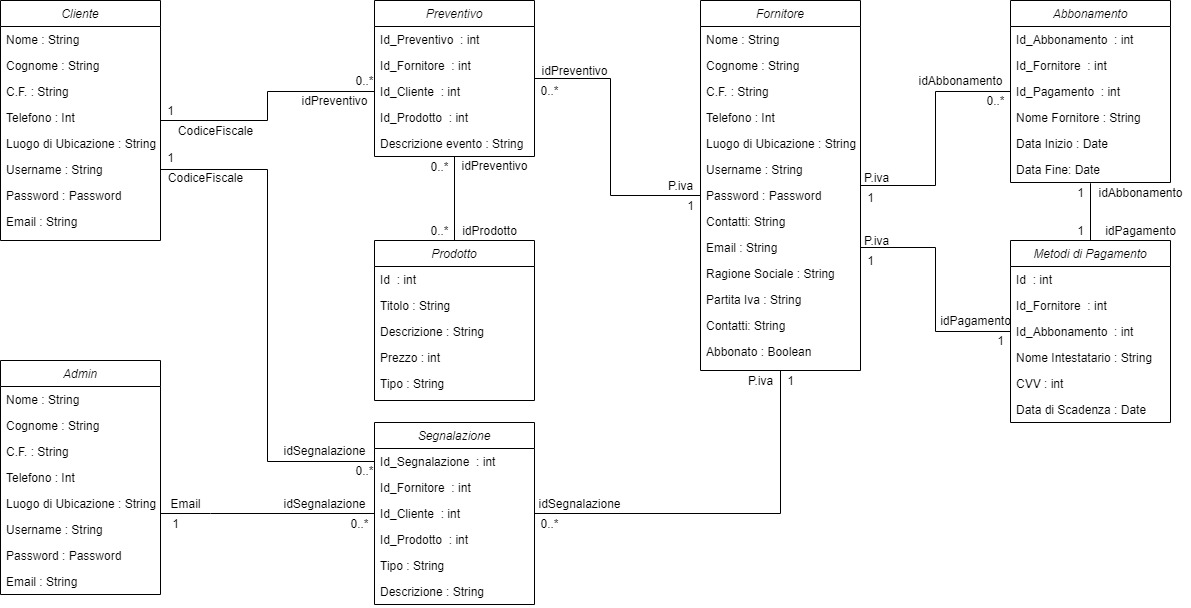 Cliente
Nome : String
Cognome : String
C.F. : String
Telefono : Int
Luogo di Ubicazione : String
Username : String
Password : Password
Email : String
1
CodiceFiscale
1
CodiceFiscale
0..*
idPreventivo
Preventivo
Id_Preventivo : int
Id_Fornitore : int
Id_Cliente : int
Id_Prodotto : int
Descrizione evento : String
idPreventivo
0..*
0..*
idPreventivo
0..*
idProdotto
Prodotto
Id : int
Titolo : String
Descrizione : String
Prezzo : int
Tipo : String
P.iva
1
Fornitore
Nome : String
Cognome : String
C.F. : String
Telefono : Int
Luogo di Ubicazione : String
Username : String
Password : Password
Contatti: String
Email : String
Ragione Sociale : String
Partita Iva : String
Contatti: String
Abbonato : Boolean
P.iva
1
P.iva
1
P.iva
1
idAbbonamento
0..*
Abbonamento
Id_Abbonamento : int
Id_Fornitore : int
Id_Pagamento : int
Nome Fornitore : String
Data Inizio : Date
Data Fine: Date
1
idAbbonamento
1
idPagamento
idPagamento
1
Metodi di Pagamento
Id : int
Id_Fornitore : int
Id_Abbonamento : int
Nome Intestatario : String
CVV : int
Data di Scadenza : Date
Admin
Nome : String
Cognome : String
C.F. : String
Telefono : Int
Luogo di Ubicazione : String
Username : String
Password : Password
Email : String
Email
1
idSegnalazione
0..*
idSegnalazione
0..*
Segnalazione
Id_Segnalazione : int
Id_Fornitore : int
Id_Cliente : int
Id_Prodotto : int
Tipo : String
Descrizione : String
idSegnalazione
0..*